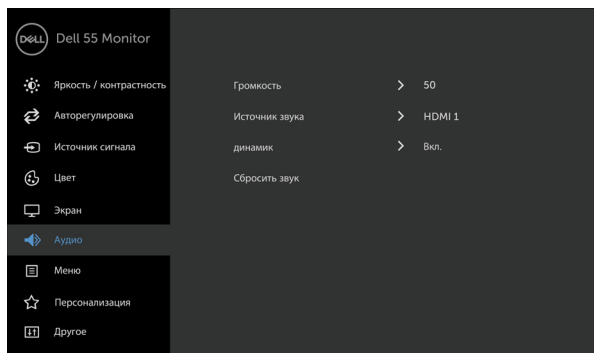 DELL Dell 55 Monitor
Яркость / контрастность
Громкость 50
Авторегулировка
Источник звука HDMI 1
Источник сигнала
динамик Вкл.
Цвет
Сбросить звук
Экран
Аудио
Меню
Персонализация
Другое